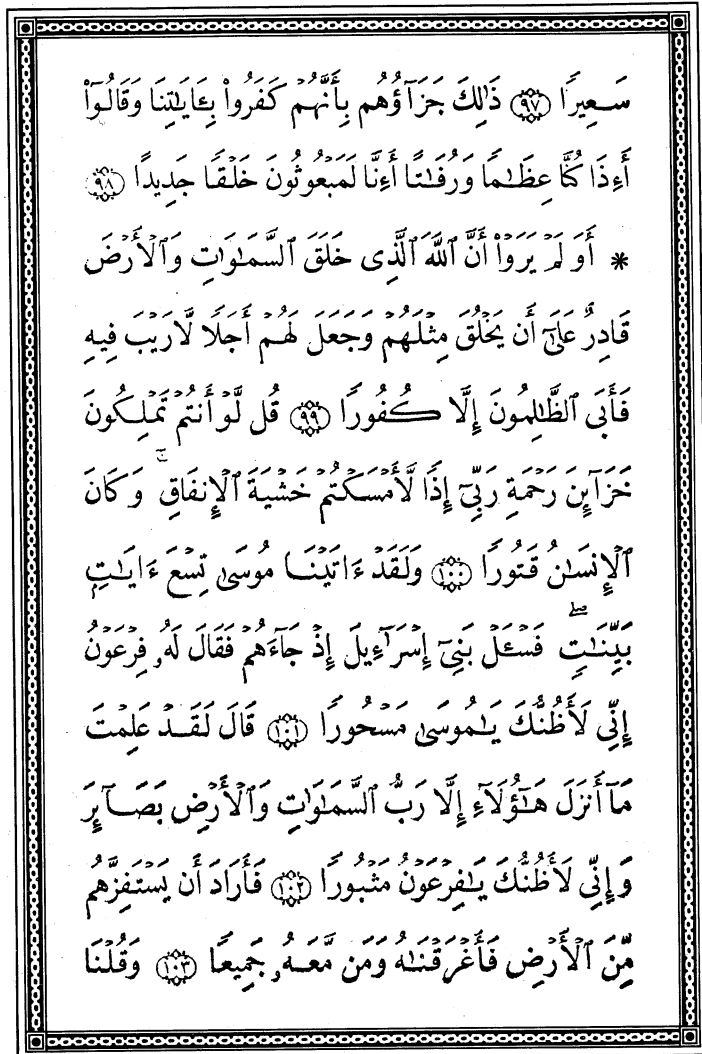 سَعِيرًا ﴿٩٧﴾ ذَٰلِكَ جَزَآؤُهُم بِأَنَّهُمْ كَفَرُوا۟ بِـَٔايَـٰتِنَا وَقَالُوٓا۟
أَءِذَا كُنَّا عِظَـٰمًا وَرُفَـٰتًا أَءِنَّا لَمَبْعُوثُونَ خَلْقًا جَدِيدًا ﴿٩٨﴾
* أَوَلَمْ يَرَوْا۟ أَنَّ ٱللَّهَ ٱلَّذِى خَلَقَ ٱلسَّمَـٰوَٰتِ وَٱلْأَرْضَ
قَادِرٌ عَلَىٰٓ أَن يَخْلُقَ مِثْلَهُمْ وَجَعَلَ لَهُمْ أَجَلًا لَّا رَيْبَ فِيهِ
فَأَبَى ٱلظَّـٰلِمُونَ إِلَّا كُفُورًا ﴿٩٩﴾ قُل لَّوْ أَنتُمْ تَمْلِكُونَ
خَزَآئِنَ رَحْمَةِ رَبِّىٓ إِذًا لَّأَمْسَكْتُمْ خَشْيَةَ ٱلْإِنفَاقِ ۚ وَكَانَ
ٱلْإِنسَـٰنُ قَتُورًا ﴿١٠٠﴾ وَلَقَدْ ءَاتَيْنَا مُوسَىٰ تِسْعَ ءَايَـٰتٍۭ
بَيِّنَـٰتٍ ۖ فَسْـَٔلْ بَنِىٓ إِسْرَٰٓءِيلَ إِذْ جَآءَهُمْ فَقَالَ لَهُۥ فِرْعَوْنُ
إِنِّى لَأَظُنُّكَ يَـٰمُوسَىٰ مَسْحُورًا ﴿١٠١﴾ قَالَ لَقَدْ عَلِمْتَ
مَآ أَنزَلَ هَـٰٓؤُلَآءِ إِلَّا رَبُّ ٱلسَّمَـٰوَٰتِ وَٱلْأَرْضِ بَصَآئِرَ
وَإِنِّى لَأَظُنُّكَ يَـٰفِرْعَوْنُ مَثْبُورًا ﴿١٠٢﴾ فَأَرَادَ أَن يَسْتَفِزَّهُم
مِّنَ ٱلْأَرْضِ فَأَغْرَقْنَـٰهُ وَمَن مَّعَهُۥ جَمِيعًا ﴿١٠٣﴾ وَقُلْنَا